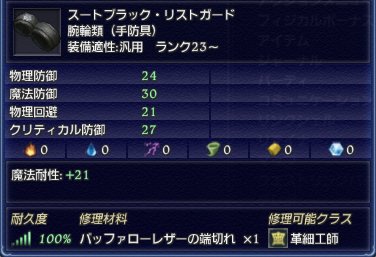 スートブラック・リストガード
腕輪類（手防具）
装備適性:汎用　ランク23～
物理防御 24
魔法防御 30
物理回避 21
クリティカル防御 27
0 0 0 0 0 0
魔法耐性:+21
耐久度 修理材料 修理可能クラス
100% バッファローレザーの端切れ ×1 革細工師